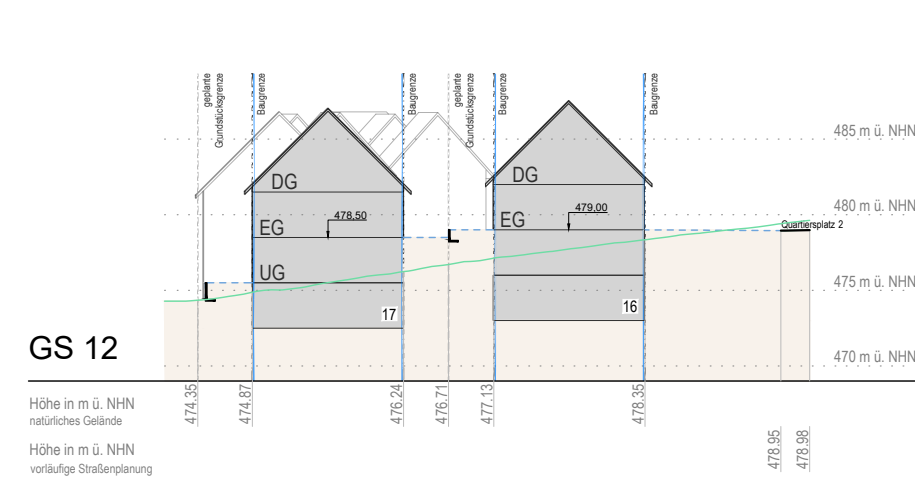 geplante
Grundstücksgrenze
Baugrenze
Baugrenze
geplante
Grundstücksgrenze
Baugrenze
Baugrenze
485 m ü. NHN
DG
DG
480 m ü. NHN
478,50
479,00
EG
EG
Quartiersplatz 2
UG
475 m ü. NHN
17
16
GS 12
470 m ü. NHN
Höhe in m ü. NHN
natürliches Gelände
474.35
474.87
476.24
476.71
477.13
478.35
Höhe in m ü. NHN
vorläufige Straßenplanung
478.95
478.98